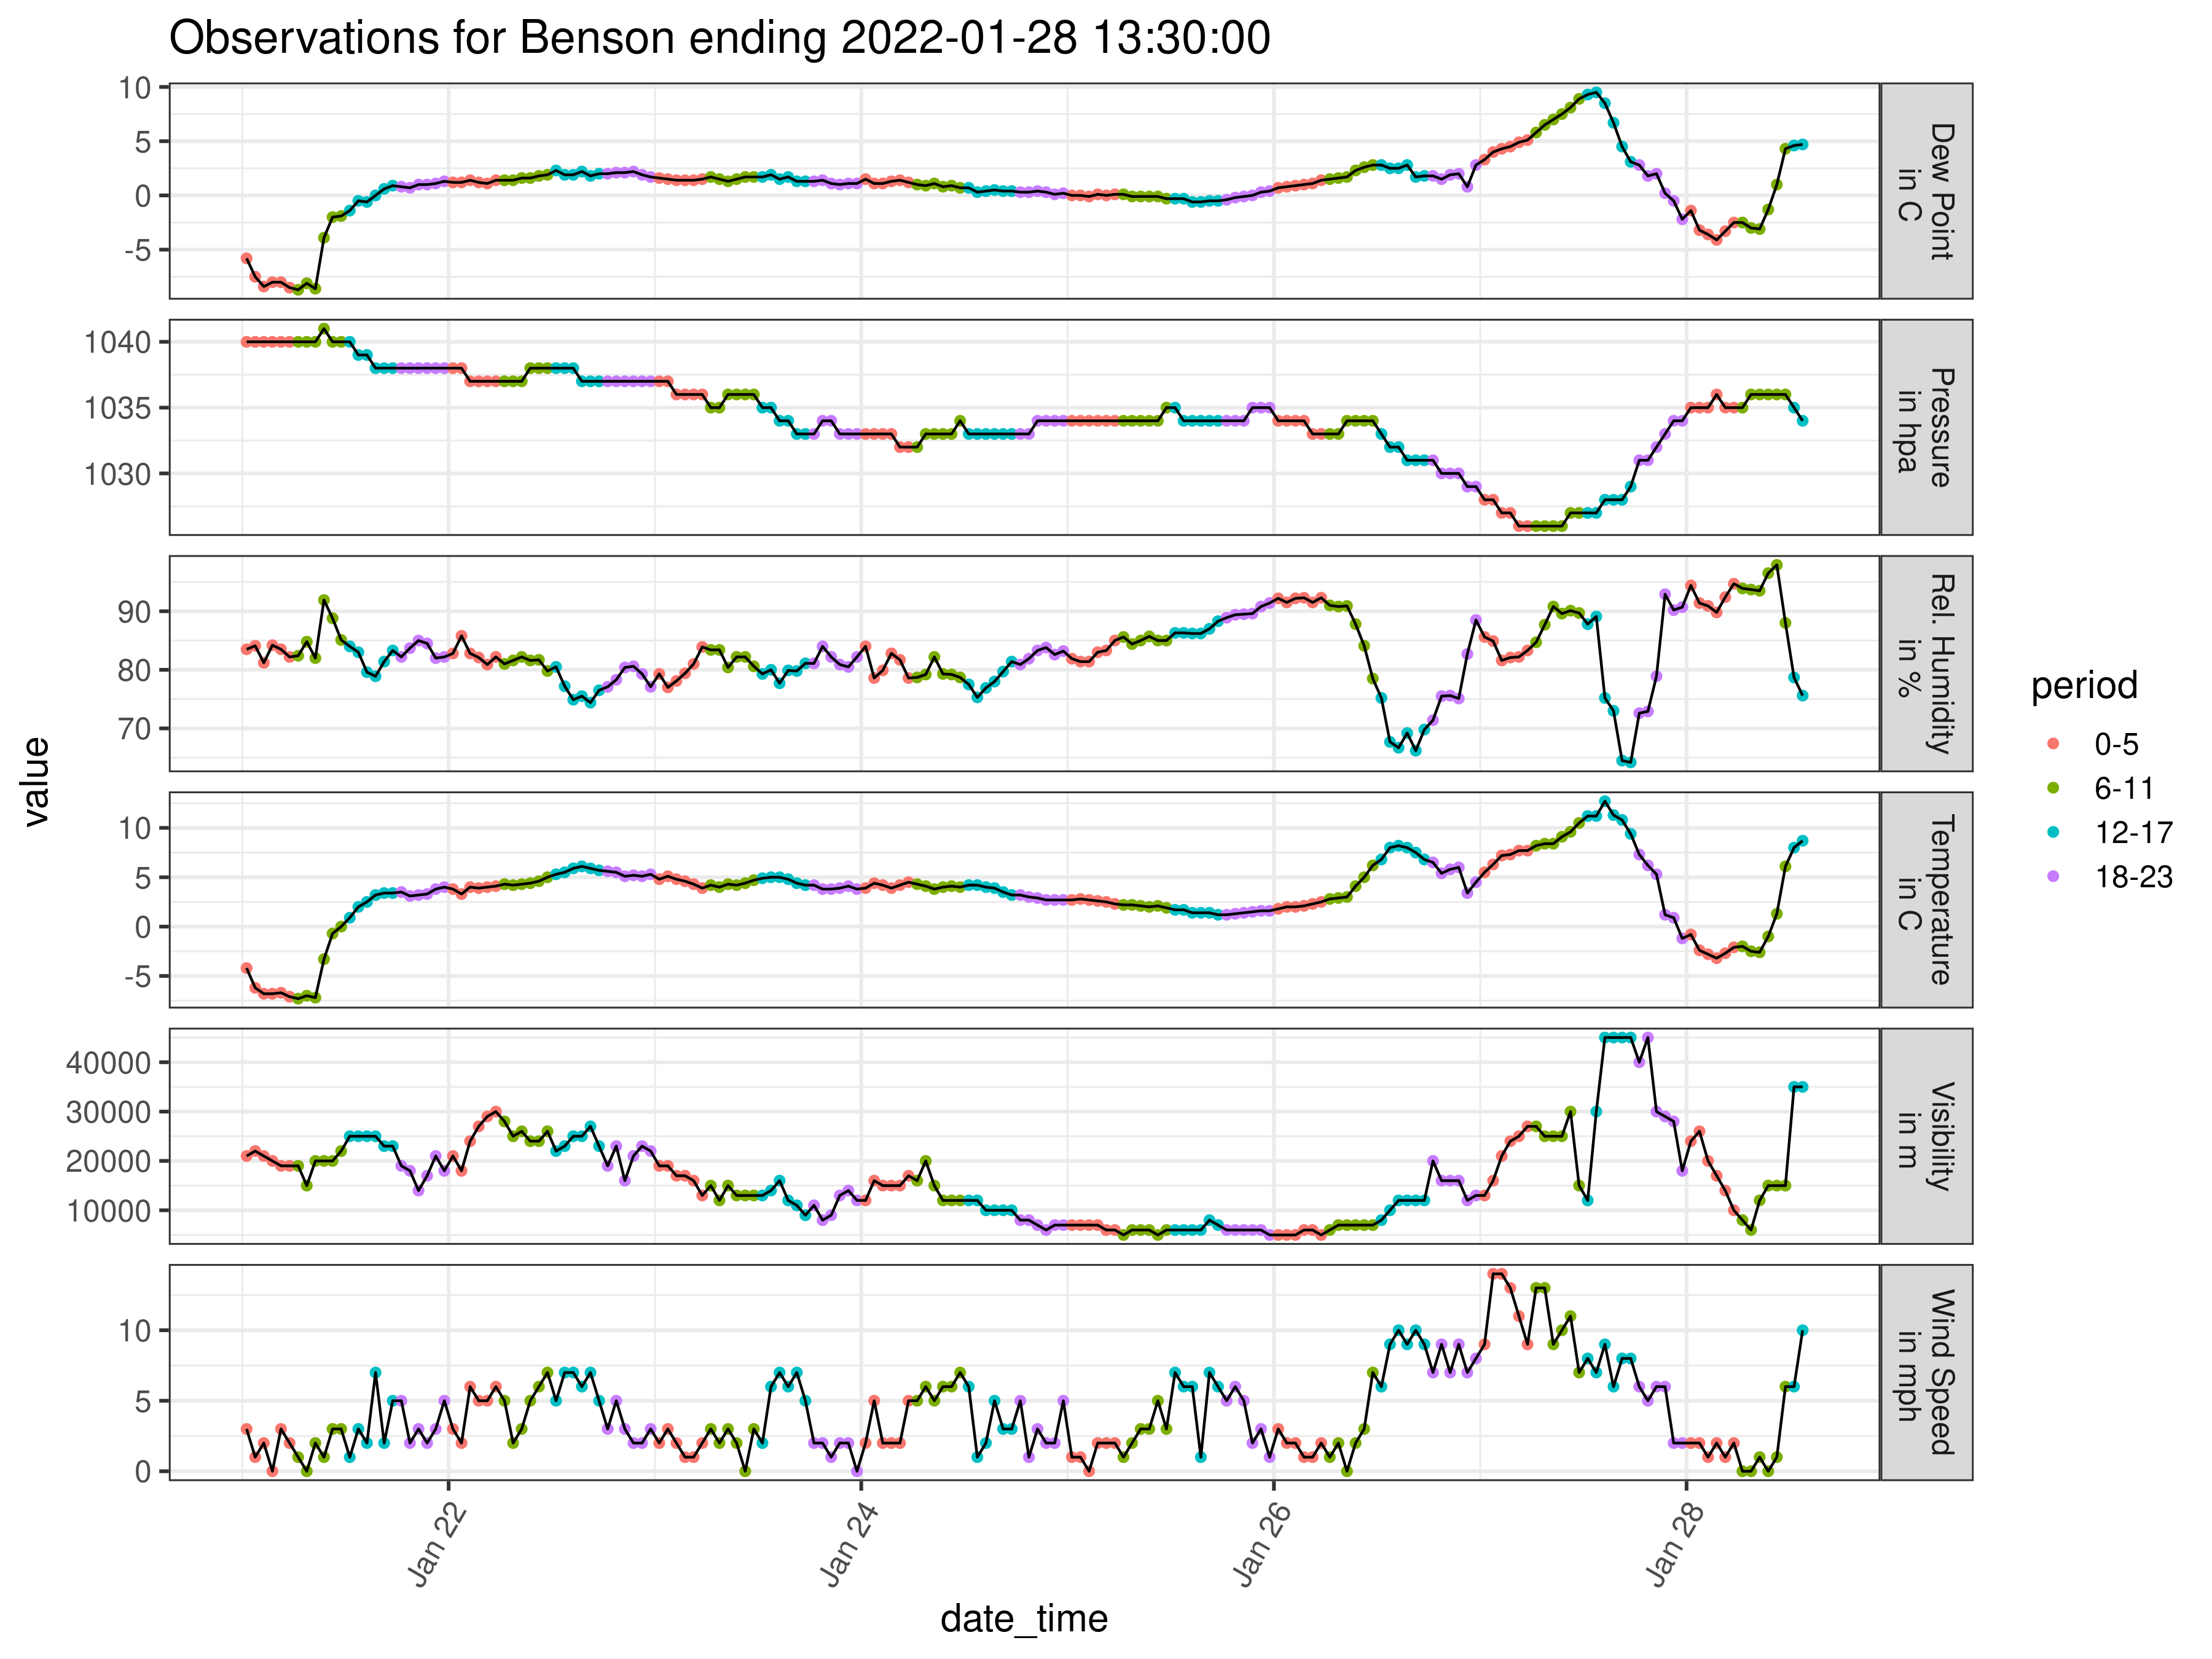 Observations for Benson ending 2022-01-28 13:30:00
value
10
5
0
-5
Dew Point
in C
1040
1035
1030
Pressure
in hpa
90
80
70
Rel. Humidity
in %
10
5
0
-5
Temperature
in C
40000
30000
20000
10000
Visibility
in m
10
5
0
Wind Speed
in mph
Jan 22
Jan 24
Jan 26
Jan 28
date_time
period
0-5
6-11
12-17
18-23